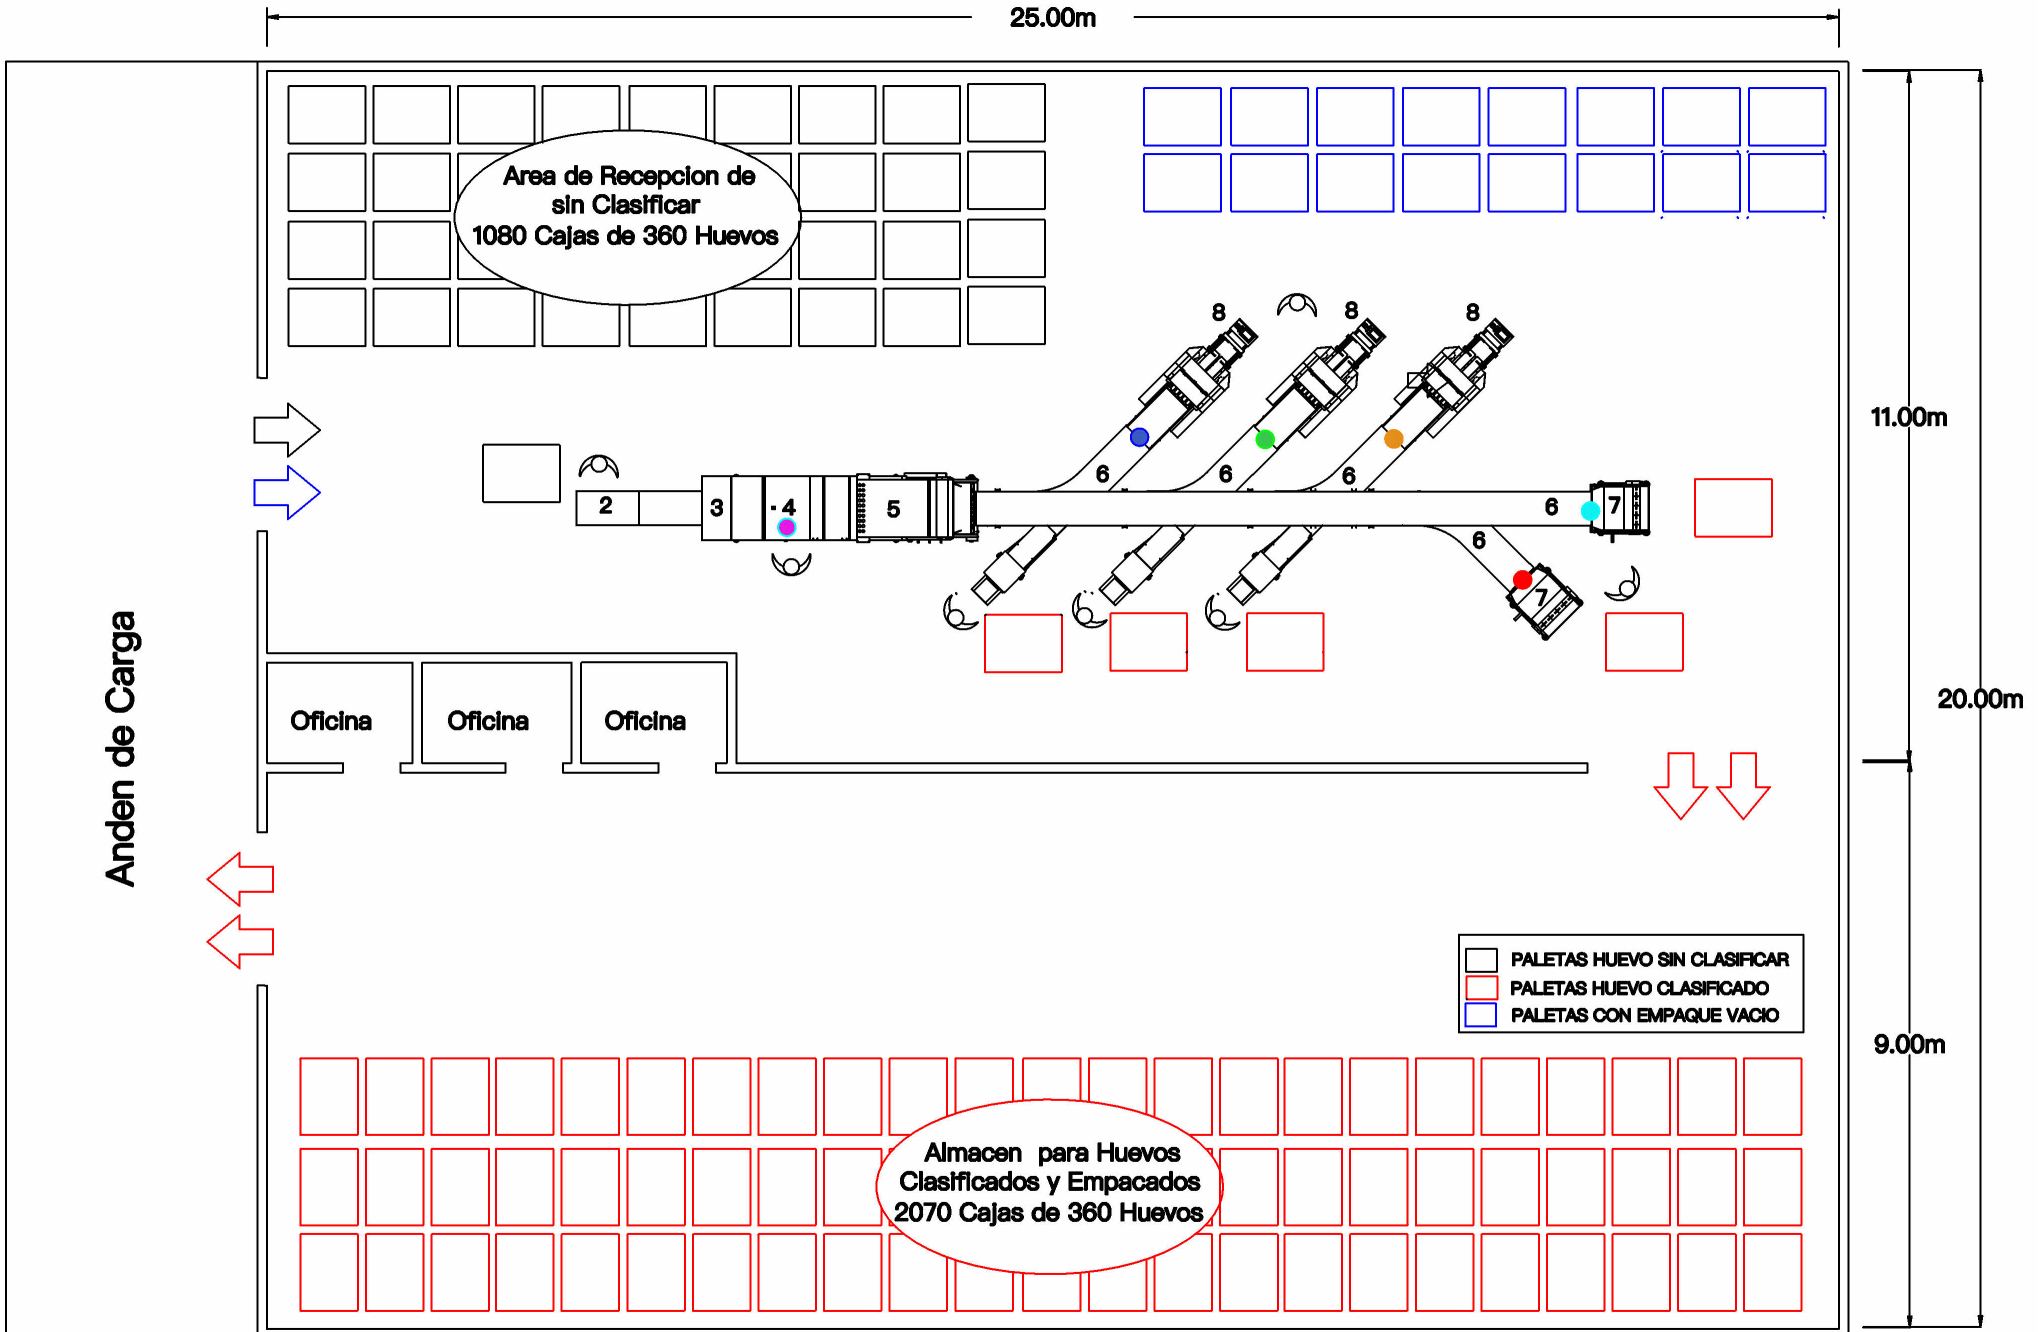 25.00m
Area de Recepcion de
sin Clasificar
1080 Cajas de 360 Huevos
8
8
8
11.00m
6
6
6
2
3
4
5
6
7
6
7
Anden de Carga
Oficina
Oficina
Oficina
20.00m
PALETAS HUEVO SIN CLASIFICAR
PALETAS HUEVO CLASIFICADO
PALETAS CON EMPAQUE VACIO
9.00m
Almacen para Huevos
Clasificados y Empacados
2070 Cajas de 360 Huevos